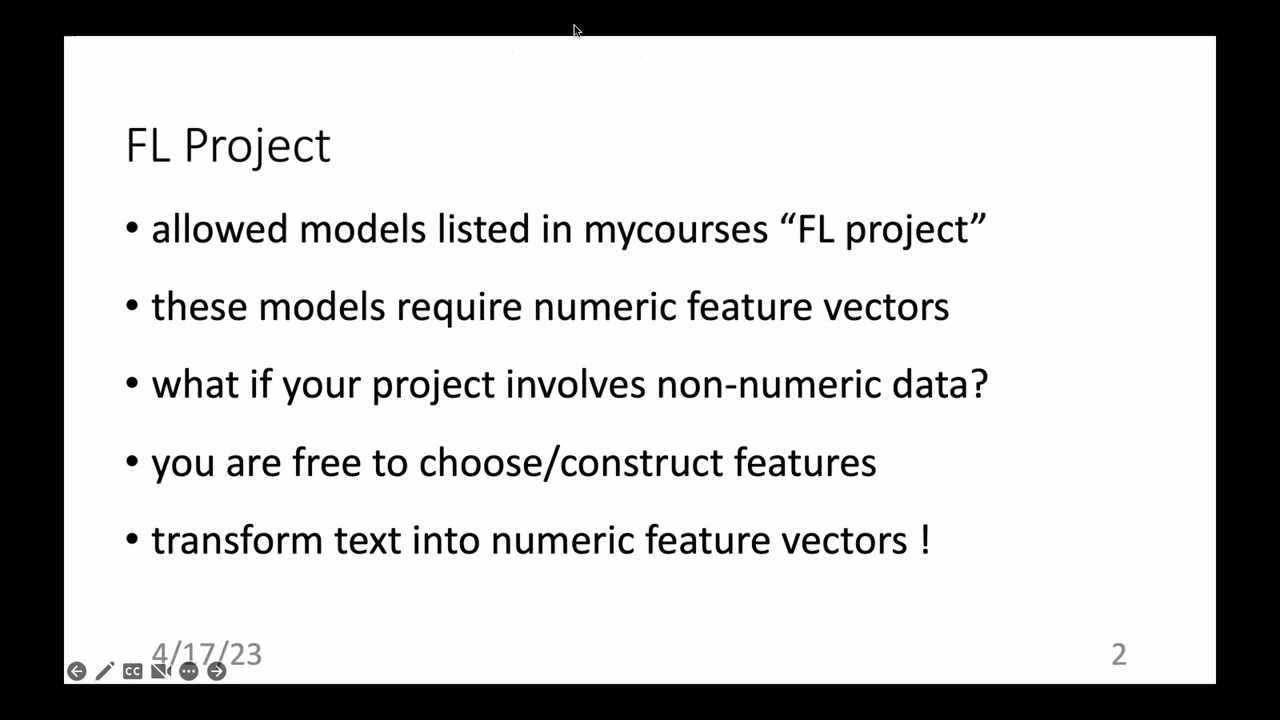 FL Project
• allowed models listed in mycourses “FL project”
• these models require numeric feature vectors
• what if your project involves non-numeric data?
• you are free to choose/construct features
• transform text into numeric feature vectors !
4/17/23
2
CC